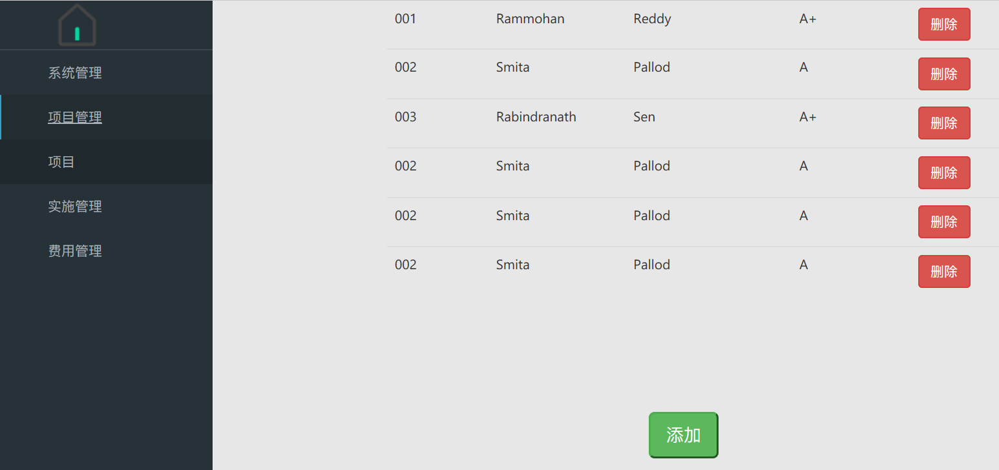 系统管理
项目管理
项目
实施管理
费用管理
001 Rammohan Reddy A+ 删除
002 Smita Pallod A 删除
003 Rabindranath Sen A+ 删除
002 Smita Pallod A 删除
002 Smita Pallod A 删除
002 Smita Pallod A 删除
添加